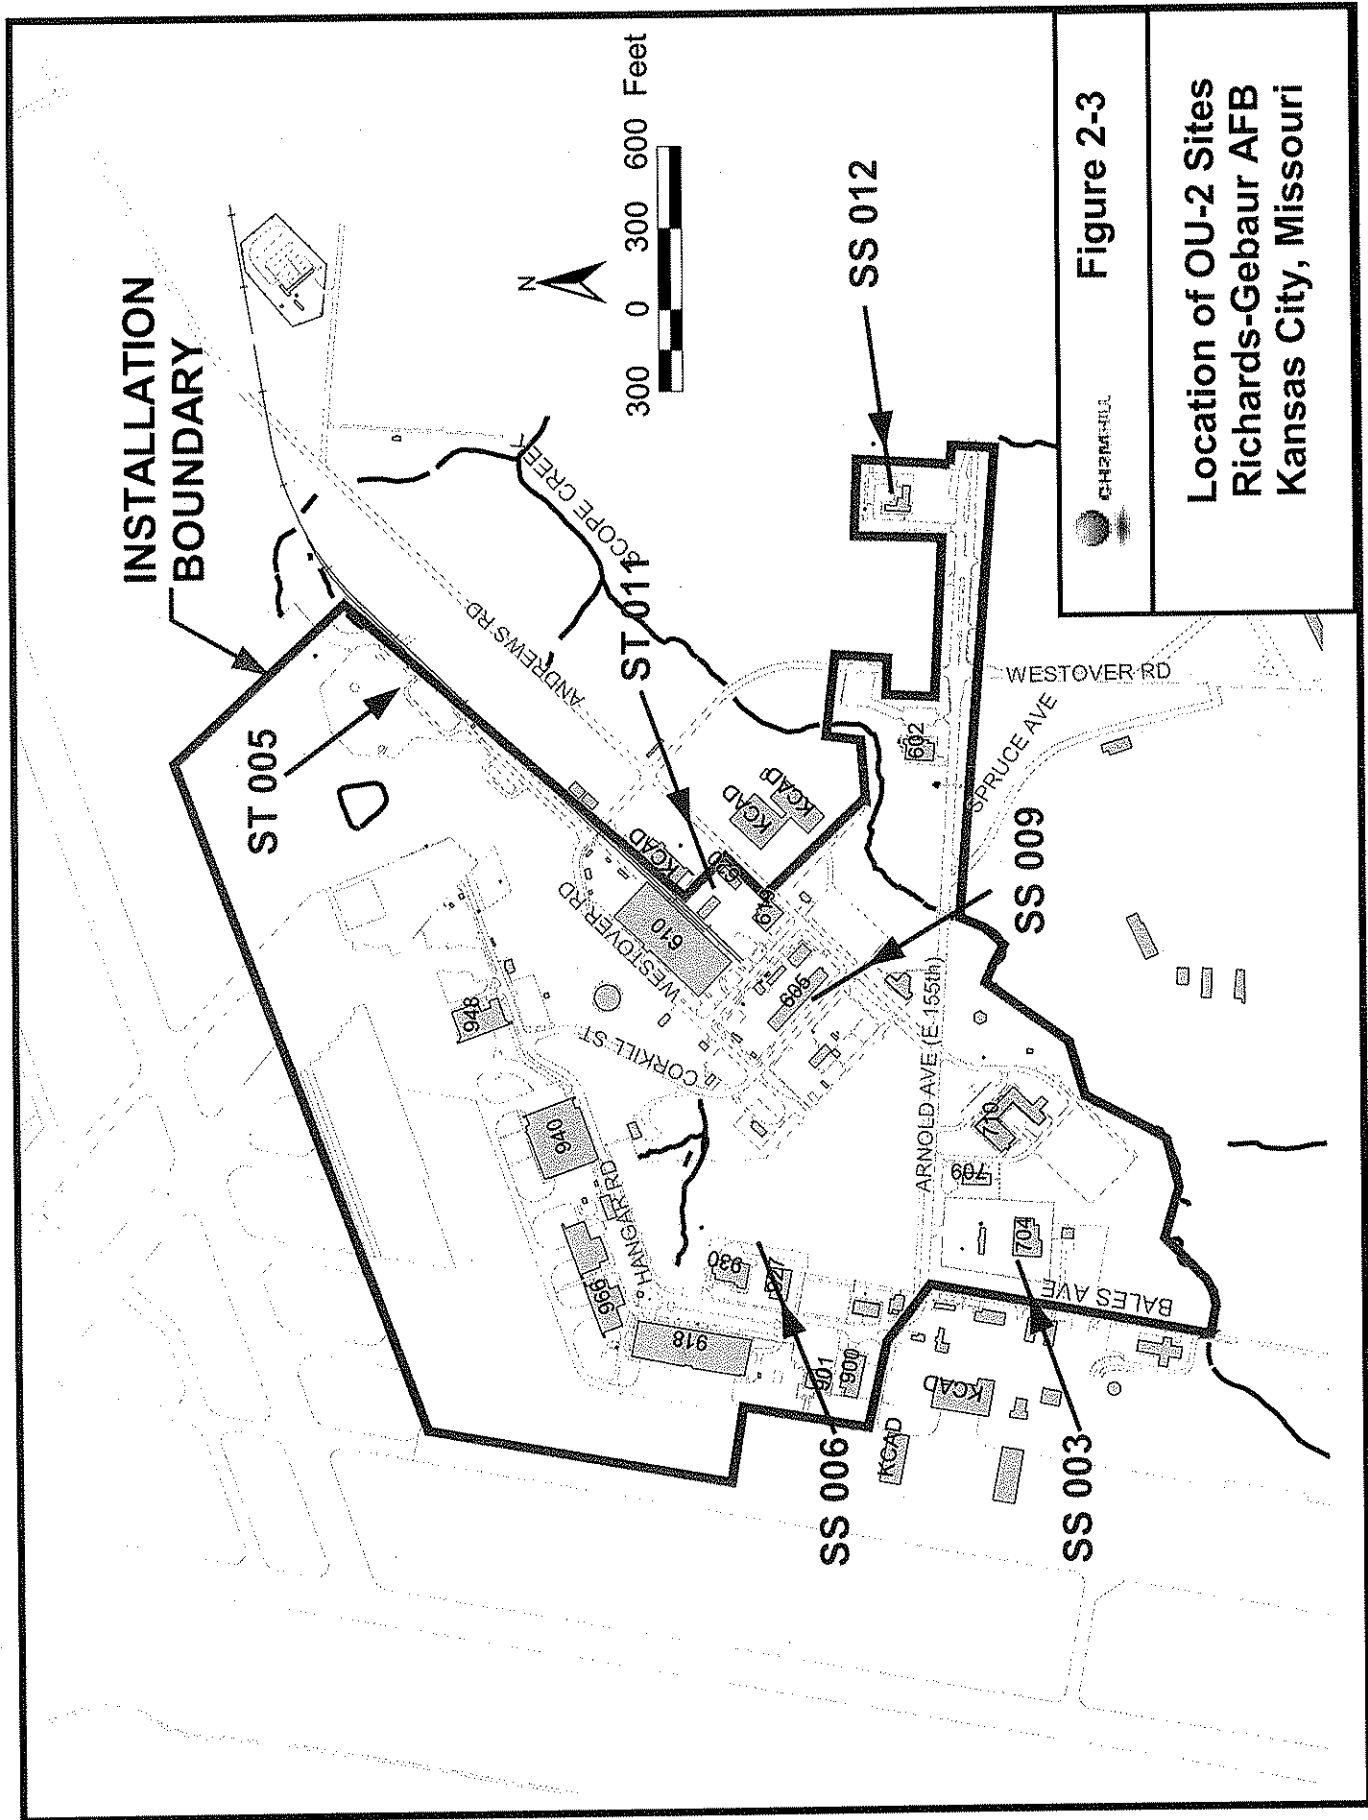 INSTALLATION
BOUNDARY
ST 005
ST 011
SS 012
SS 009
SS 006
SS 003
N
300 0 300 600 Feet
ANDREWS RD
SCOPE CREEK
WESTOVER RD
CORKILL ST
HANGAR RD
ARNOLD AVE (E 155th)
WESTOVER RD
SPRUCE AVE
BALES AVE
KCAD
KCAD
KCAD
KCAD
KCAD
948
940
966
918
930
927
901
900
610
605
602
710
709
704
Figure 2-3
CH2MHILL
Location of OU-2 Sites
Richards-Gebaur AFB
Kansas City, Missouri